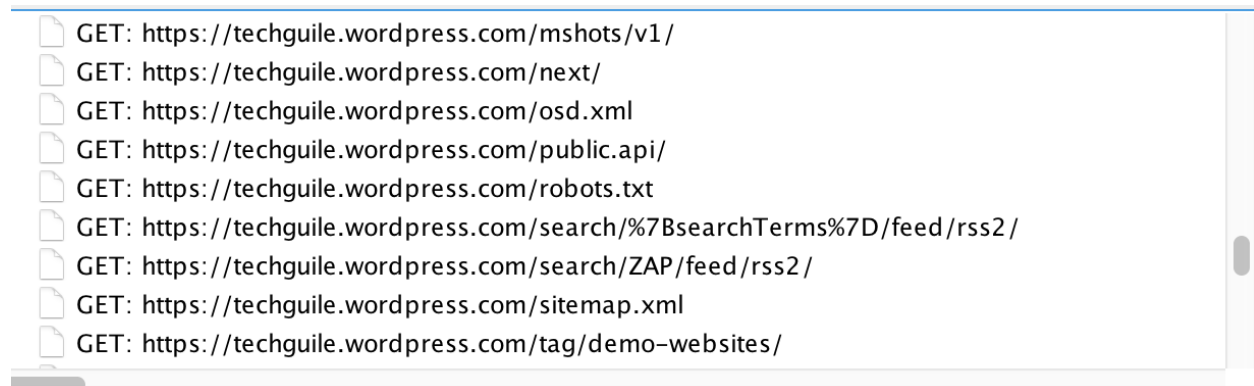 GET: https://techguile.wordpress.com/mshots/v1/
GET: https://techguile.wordpress.com/next/
GET: https://techguile.wordpress.com/osd.xml
GET: https://techguile.wordpress.com/public.api/
GET: https://techguile.wordpress.com/robots.txt
GET: https://techguile.wordpress.com/search/%7BsearchTerms%7D/feed/rss2/
GET: https://techguile.wordpress.com/search/ZAP/feed/rss2/
GET: https://techguile.wordpress.com/sitemap.xml
GET: https://techguile.wordpress.com/tag/demo-websites/